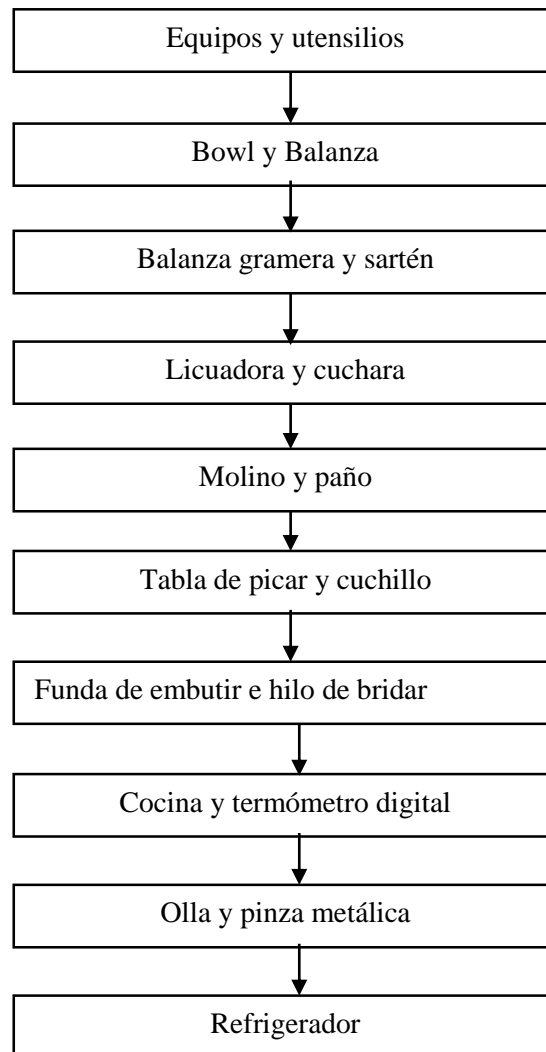 Equipos y utensilios
Bowl y Balanza
Balanza gramera y sartén
Licuadora y cuchara
Molino y paño
Tabla de picar y cuchillo
Funda de embutir e hilo de bridar
Cocina y termómetro digital
Olla y pinza metálica
Refrigerador